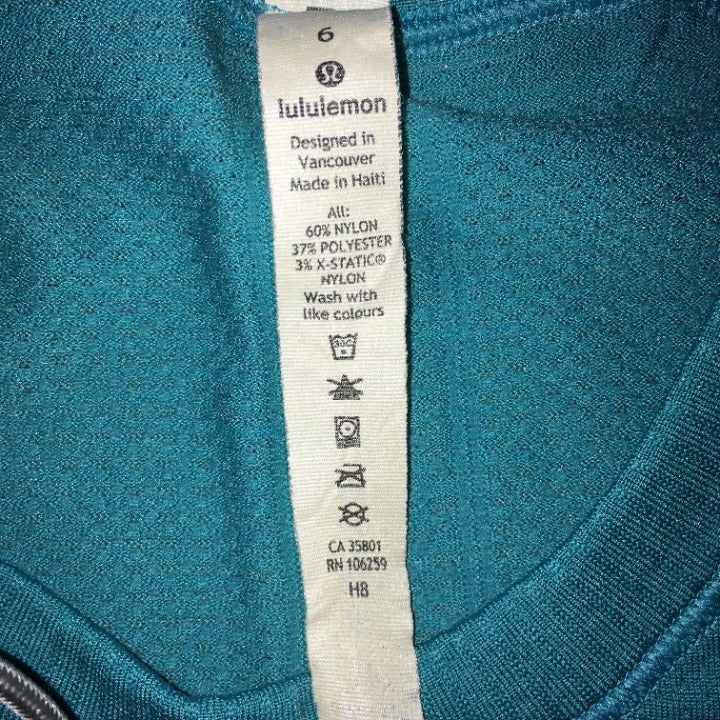 6
lululemon
Designed in
Vancouver
Made in Haiti
All:
60% NYLON
37% POLYESTER
3% X-STATIC®
NYLON
Wash with
like colours
30C
CA 35801
RN 106259
H8